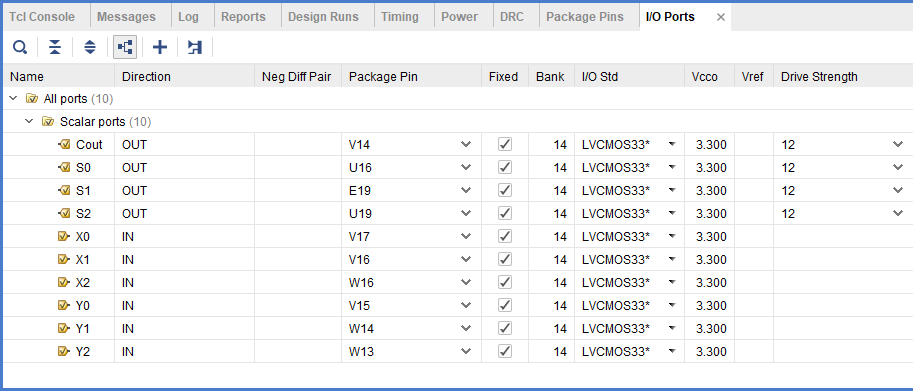 Tcl Console Messages Log Reports Design Runs Timing Power DRC Package Pins I/O Ports ×
Name Direction Neg Diff Pair Package Pin Fixed Bank I/O Std Vcco Vref Drive Strength
All ports (10)
Scalar ports (10)
Cout OUT V14 14 LVCMOS33* 3.300 12
S0 OUT U16 14 LVCMOS33* 3.300 12
S1 OUT E19 14 LVCMOS33* 3.300 12
S2 OUT U19 14 LVCMOS33* 3.300 12
X0 IN V17 14 LVCMOS33* 3.300
X1 IN V16 14 LVCMOS33* 3.300
X2 IN W16 14 LVCMOS33* 3.300
Y0 IN V15 14 LVCMOS33* 3.300
Y1 IN W14 14 LVCMOS33* 3.300
Y2 IN W13 14 LVCMOS33* 3.300